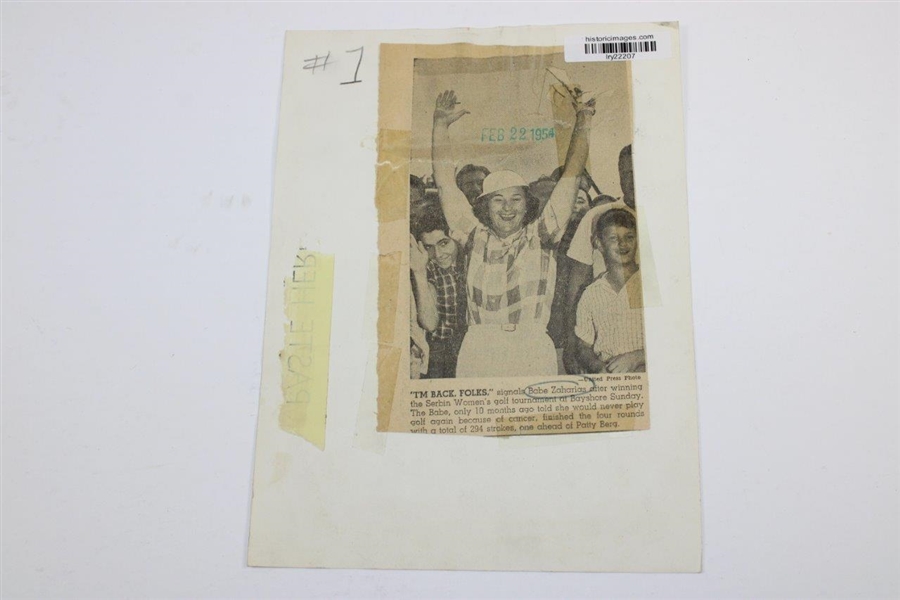 historicimages.com
lry22207
# 1
FEB 22 1954
—United Press Photo
"I'M BACK, FOLKS," signals Babe Zaharias after winning
the Serbin Women's golf tournament at Bayshore Sunday.
The Babe, only 10 months ago told she would never play
golf again because of cancer, finished the four rounds
with a total of 294 strokes, one ahead of Patty Berg.
PASTE HER